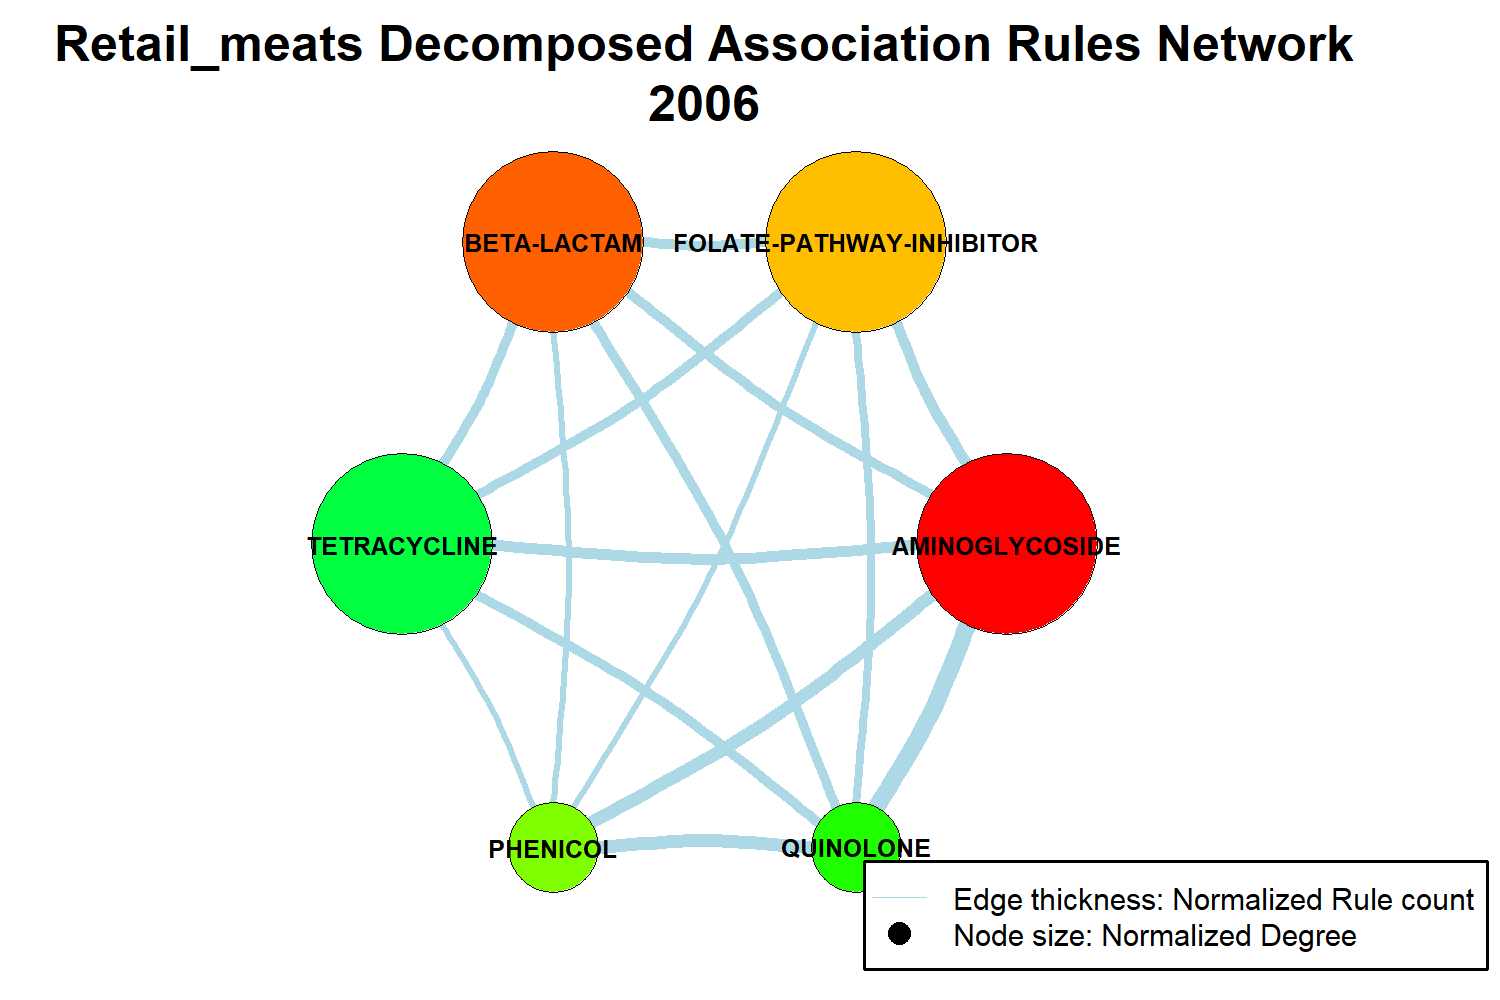 Retail_meats Decomposed Association Rules Network
2006
BETA-LACTAM
FOLATE-PATHWAY-INHIBITOR
TETRACYCLINE
AMINOGLYCOSIDE
PHENICOL
QUINOLONE
Edge thickness: Normalized Rule count
Node size: Normalized Degree